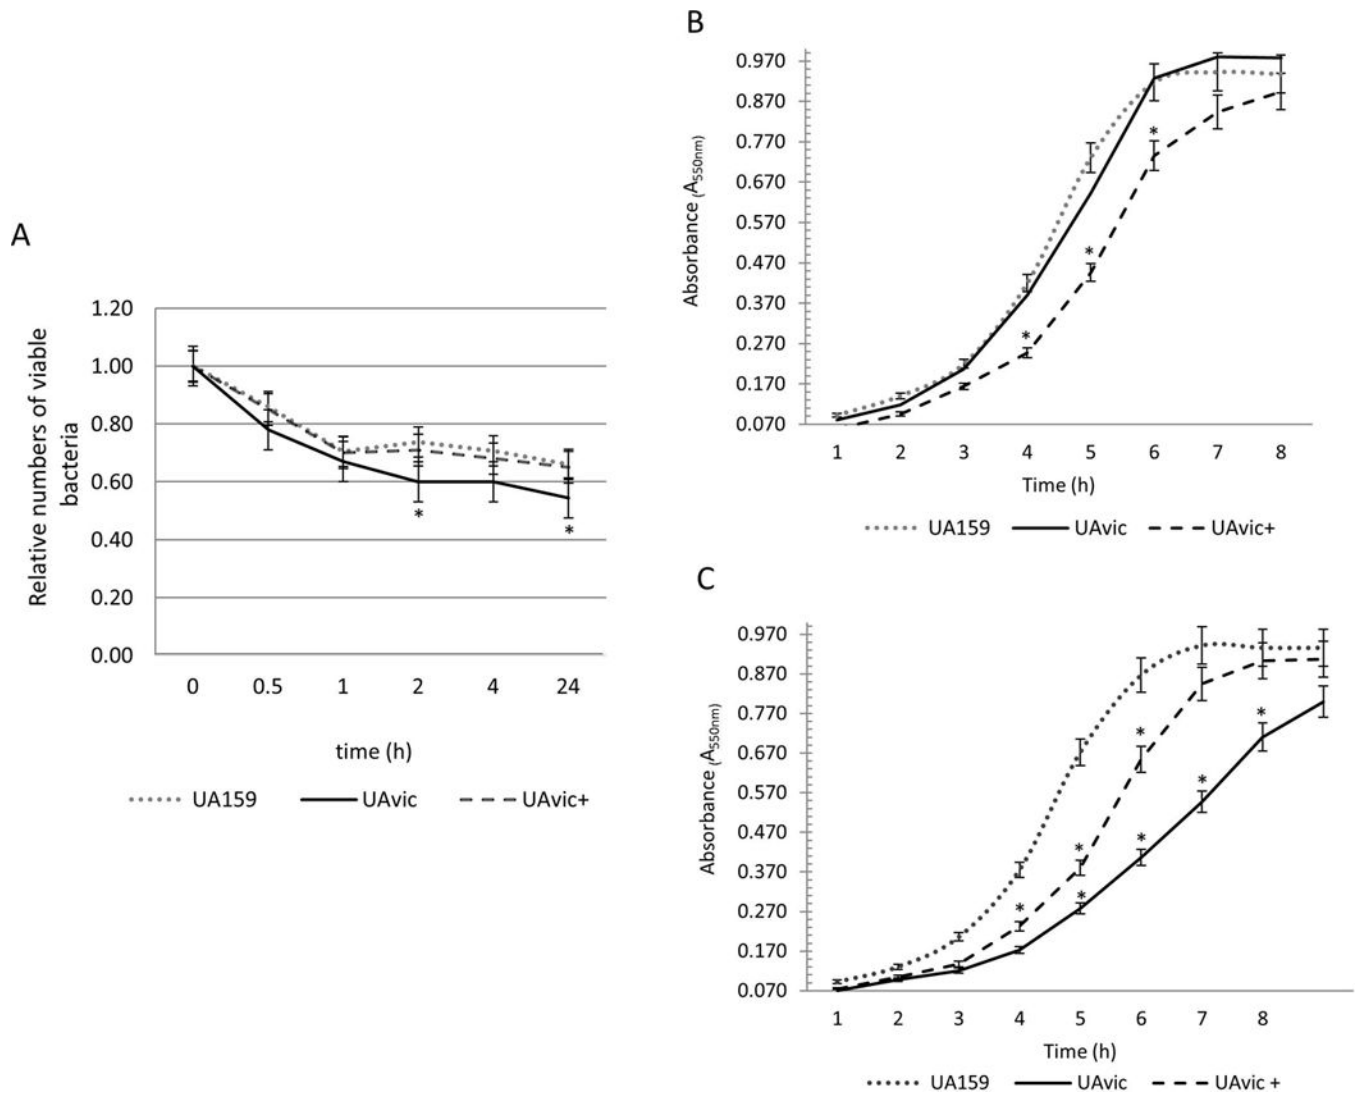 A
1.20
1.00
0.80
0.60
0.40
0.20
0.00
Relative numbers of viable
bacteria
*
*
0 0.5 1 2 4 24
time (h)
UA159 UAvic UAvic+
B
0.970
0.870
0.770
0.670
0.570
0.470
0.370
0.270
0.170
0.070
Absorbance (A550nm)
*
*
*
1 2 3 4 5 6 7 8
Time (h)
UA159 UAvic UAvic+
C
0.970
0.870
0.770
0.670
0.570
0.470
0.370
0.270
0.170
0.070
Absorbance (A550nm)
*
*
*
*
*
*
*
1 2 3 4 5 6 7 8
Time (h)
UA159 UAvic UAvic +